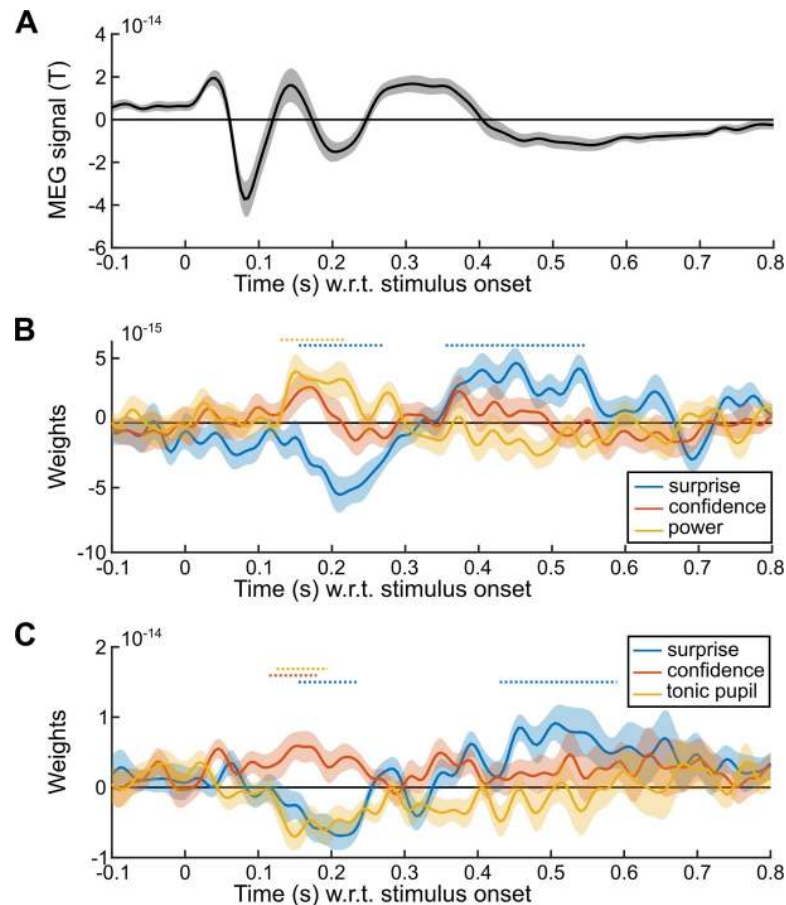 A
10-14
MEG signal (T)
4
2
0
-2
-4
-6
-0.1 0 0.1 0.2 0.3 0.4 0.5 0.6 0.7 0.8
Time (s) w.r.t. stimulus onset
B
10-15
Weights
5
0
-5
-10
surprise
confidence
power
-0.1 0 0.1 0.2 0.3 0.4 0.5 0.6 0.7 0.8
Time (s) w.r.t. stimulus onset
C
10-14
Weights
2
1
0
-1
surprise
confidence
tonic pupil
-0.1 0 0.1 0.2 0.3 0.4 0.5 0.6 0.7 0.8
Time (s) w.r.t. stimulus onset